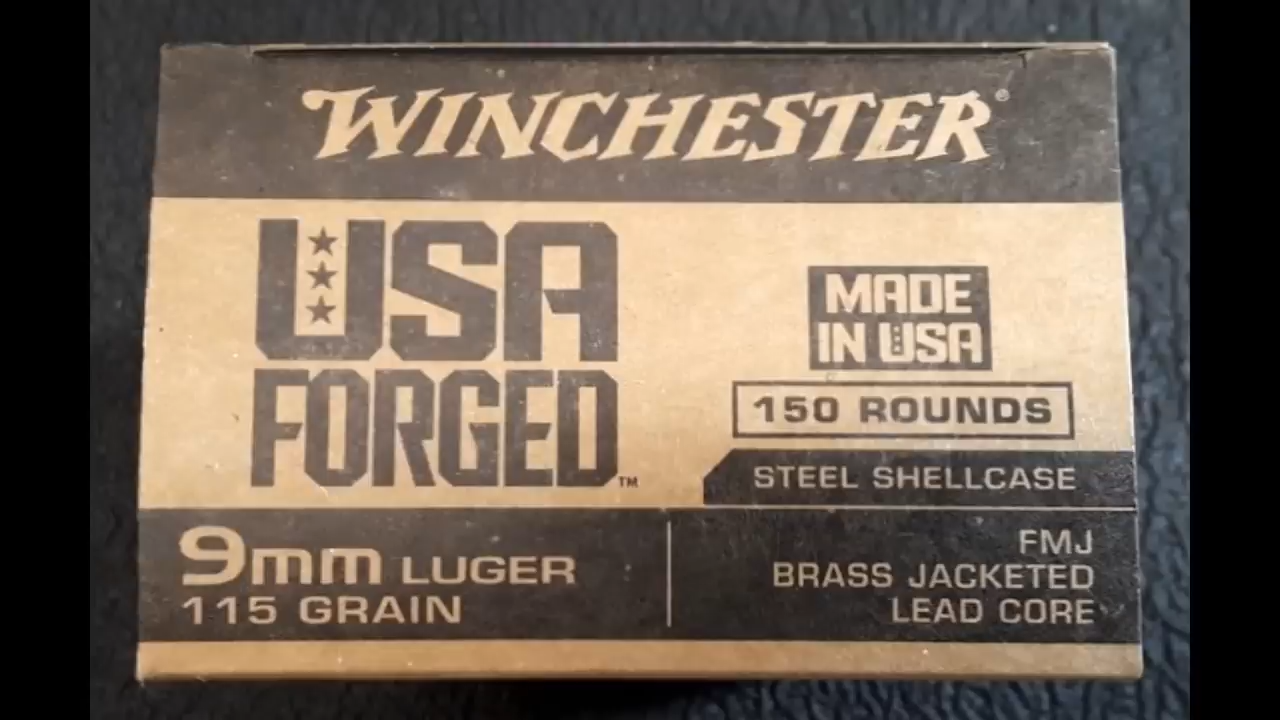 WINCHESTER®
USA
FORGED™
MADE
IN USA
150 ROUNDS
STEEL SHELLCASE
9mm LUGER
115 GRAIN
FMJ
BRASS JACKETED
LEAD CORE